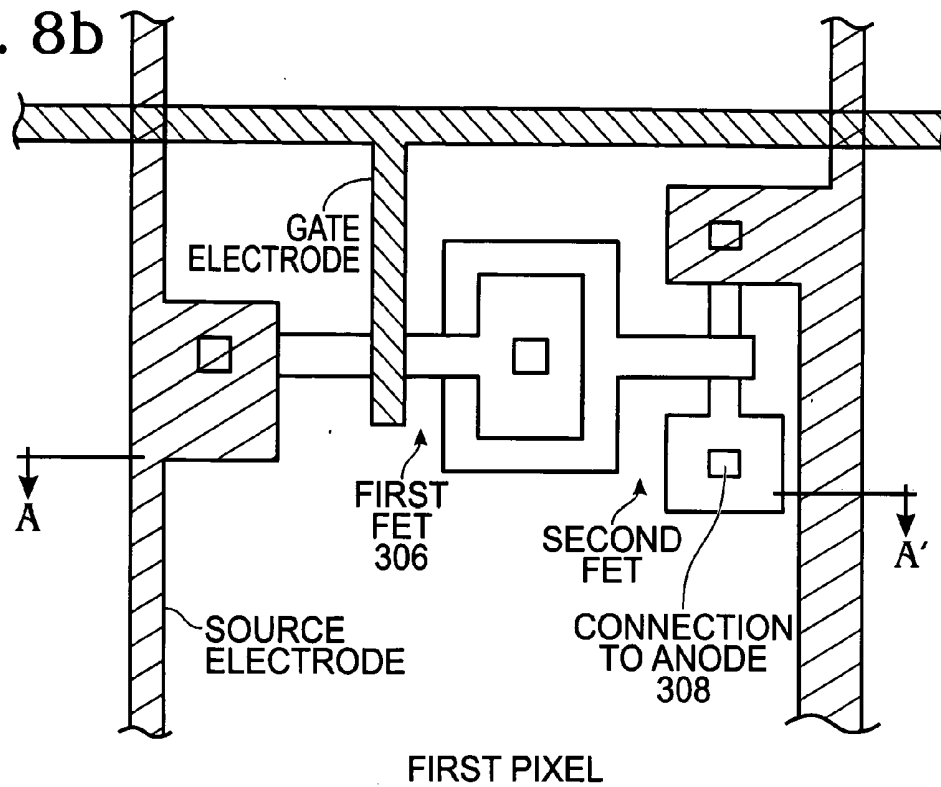 . 8b
GATE
ELECTRODE
FIRST
FET
306
SECOND
FET
A
A'
SOURCE
ELECTRODE
CONNECTION
TO ANODE
308
FIRST PIXEL